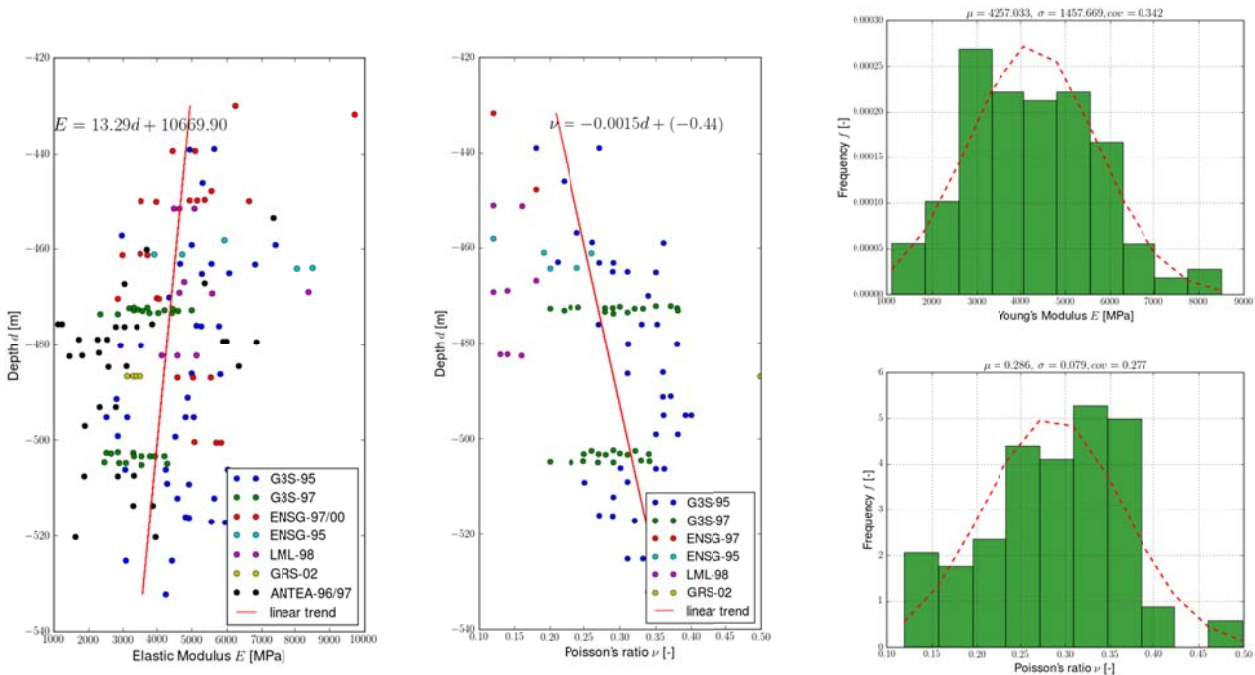 −420
−440
−460
−480
−500
−520
−540
Depth d [m]
E = 13.29d + 10669.90
G3S-95
G3S-97
ENSG-97/00
ENSG-95
LML-98
GRS-02
ANTEA-96/97
linear trend
1000 2000 3000 4000 5000 6000 7000 8000 9000 10000
Elastic Modulus E [MPa]
−420
−440
−460
−480
−500
−520
−540
Depth d [m]
ν = −0.0015d + (−0.44)
G3S-95
G3S-97
ENSG-97
ENSG-95
LML-98
GRS-02
linear trend
0.10 0.15 0.20 0.25 0.30 0.35 0.40 0.45 0.50
Poisson's ratio ν [-]
μ = 4257.033, σ = 1457.669, cov = 0.342
0.00030
0.00025
0.00020
0.00015
0.00010
0.00005
0.00000
Frequency f [-]
1000 2000 3000 4000 5000 6000 7000 8000 9000
Young's Modulus E [MPa]
μ = 0.286, σ = 0.079, cov = 0.277
6
5
4
3
2
1
0
Frequency f [-]
0.10 0.15 0.20 0.25 0.30 0.35 0.40 0.45 0.50
Poisson's ratio ν [-]